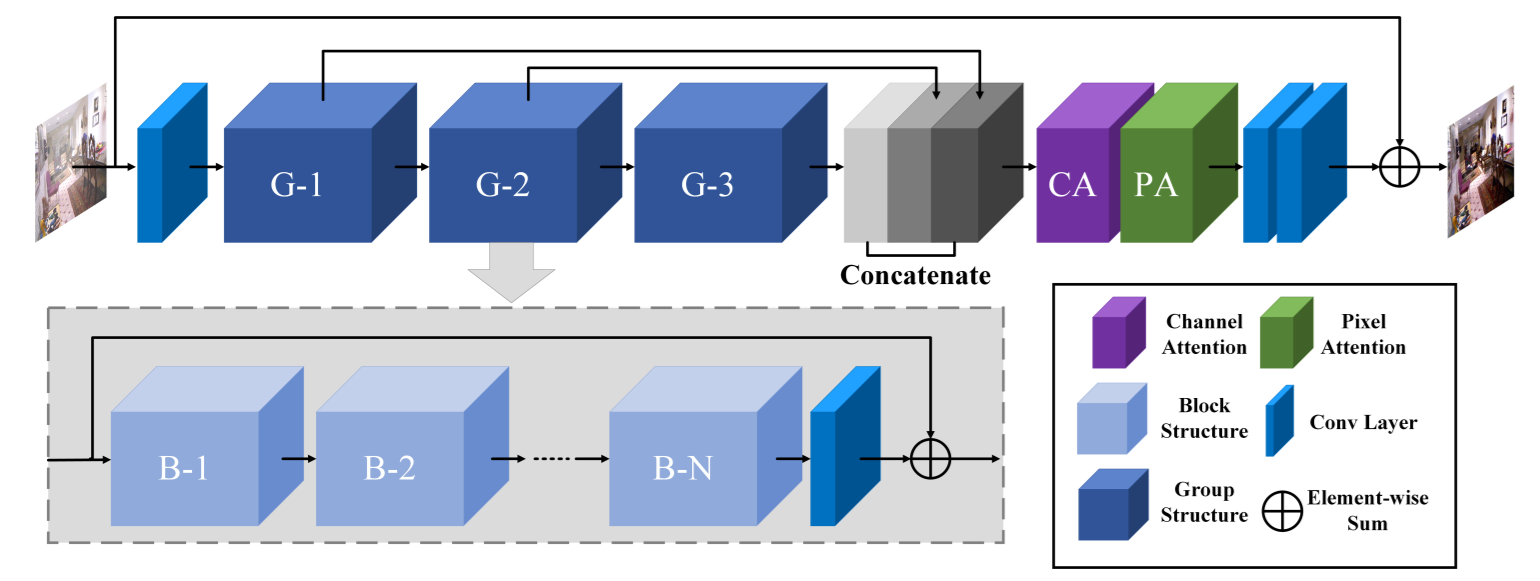 G-1
G-2
G-3
CA
PA
Concatenate
B-1
B-2
B-N
Channel
Attention
Pixel
Attention
Block
Structure
Conv Layer
Group
Structure
Element-wise
Sum